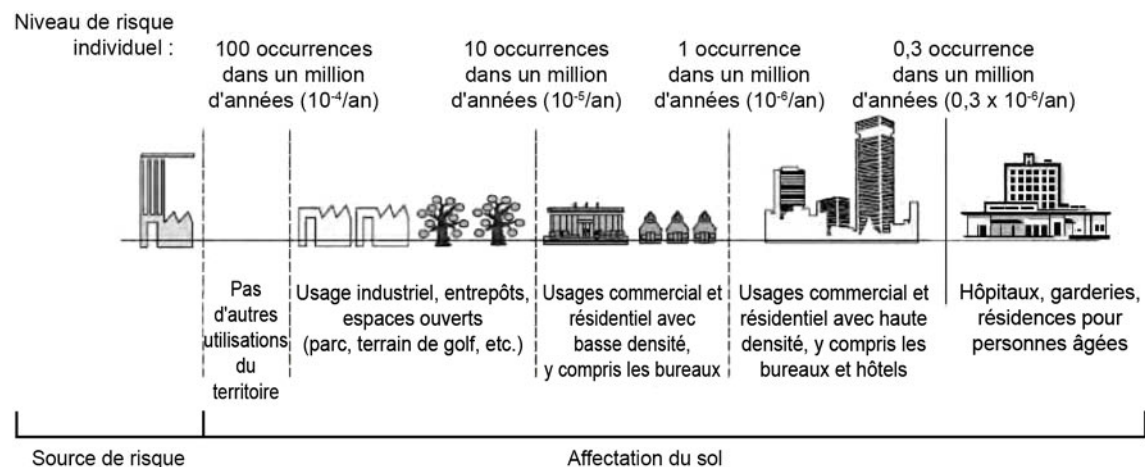 Niveau de risque
individuel :
100 occurrences
dans un million
d'années (10⁻⁴/an)
10 occurrences
dans un million
d'années (10⁻⁵/an)
1 occurrence
dans un million
d'années (10⁻⁶/an)
0,3 occurrence
dans un million
d'années (0,3 x 10⁻⁶/an)
Pas
d'autres
utilisations
du
territoire
Usage industriel, entrepôts,
espaces ouverts
(parc, terrain de golf, etc.)
Usages commercial et
résidentiel avec
basse densité,
y compris les bureaux
Usages commercial et
résidentiel avec haute
densité, y compris les
bureaux et hôtels
Hôpitaux, garderies,
résidences pour
personnes âgées
Source de risque
Affectation du sol